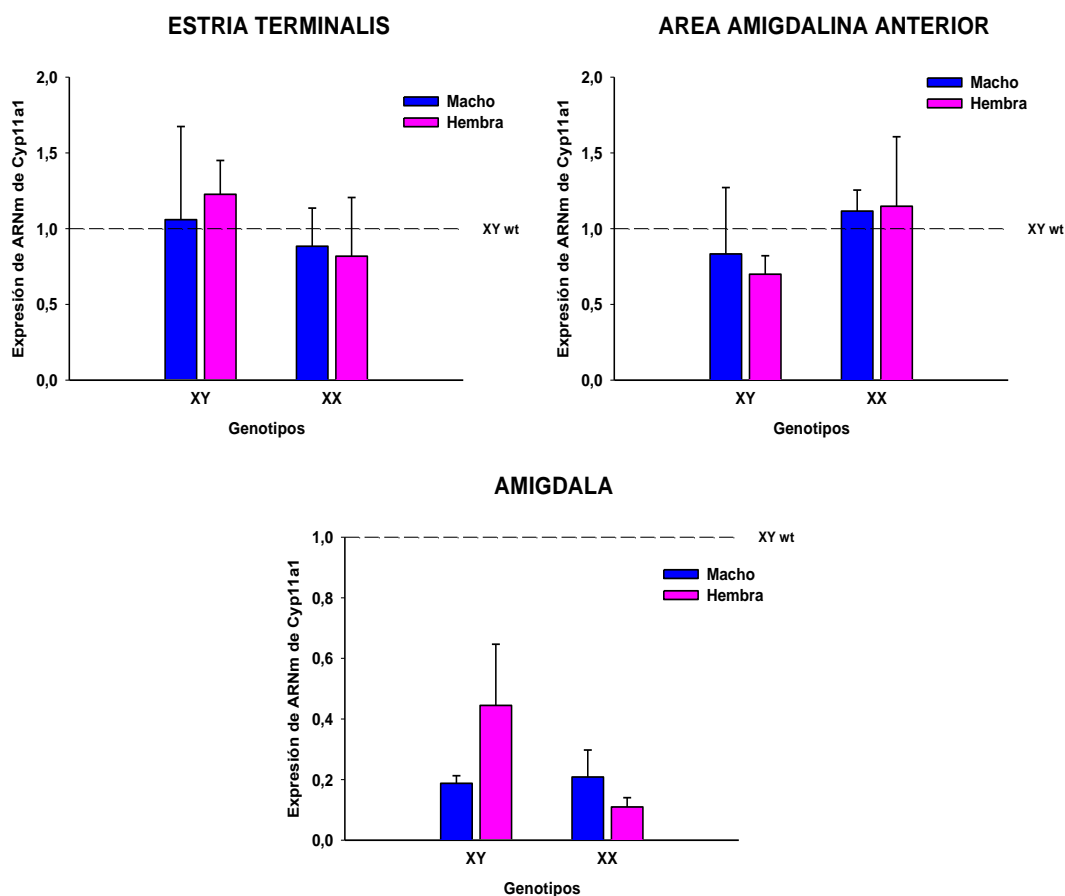 ESTRIA TERMINALIS
Expresión de ARNm de Cyp11a1
2,0
1,5
1,0
0,5
0,0
Macho
Hembra
XY wt
XY
XX
Genotipos
AREA AMIGDALINA ANTERIOR
Expresión de ARNm de Cyp11a1
2,0
1,5
1,0
0,5
0,0
Macho
Hembra
XY wt
XY
XX
Genotipos
AMIGDALA
Expresión de ARNm de Cyp11a1
1,0
0,8
0,6
0,4
0,2
0,0
XY wt
Macho
Hembra
XY
XX
Genotipos